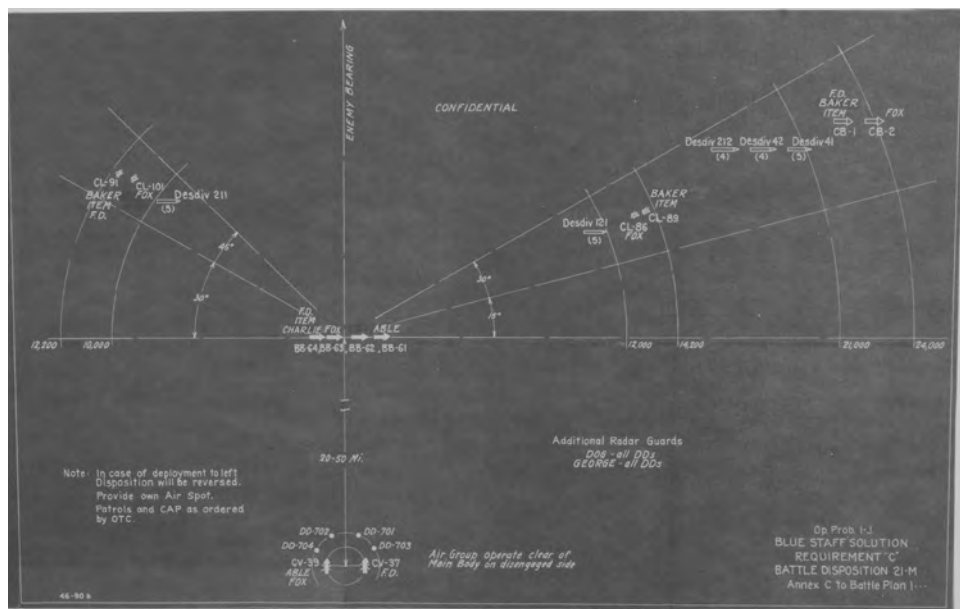 ENEMY BEARING
CONFIDENTIAL
F.D.
BAKER
ITEM
CB-1
FOX
CB-2
Desdiv 212
(4)
Desdiv 42
(4)
Desdiv 41
(5)
CL-91
BAKER
ITEM
F.D.
CL-101
FOX
Desdiv 211
(5)
BAKER
ITEM
CL-89
CL-86
FOX
Desdiv 121
(5)
45°
30°
30°
15°
F.D.
ITEM
CHARLIE FOX
ABLE
BB-64, BB-63, BB-62, BB-61
12,200
10,000
12,000
14,200
21,000
24,000
20-50 Mi.
Additional Radar Guards
DOG - all DDs
GEORGE - all DDs
Note: In case of deployment to left
Disposition will be reversed.
Provide own Air Spot.
Patrols and CAP as ordered
by OTC.
DD-702
DD-701
DD-704
DD-703
CV-39
ABLE
FOX
CV-37
F.D.
Air Group operate clear of
Main Body on disengaged side
Op. Prob. 1-J
BLUE STAFF SOLUTION
REQUIREMENT "C"
BATTLE DISPOSITION 21-M
Annex C to Battle Plan 1---